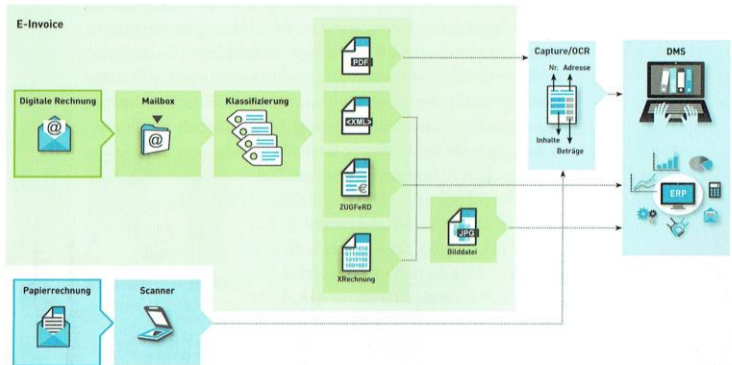 E-Invoice
Digitale Rechnung
@
Mailbox
@
Klassifizierung
PDF
<XML>
€
ZUGFeRD
XRechnung
JPG
Bilddatei
Capture/OCR
Nr. Adresse
Inhalte
Beträge
DMS
ERP
Papierrechnung
Scanner